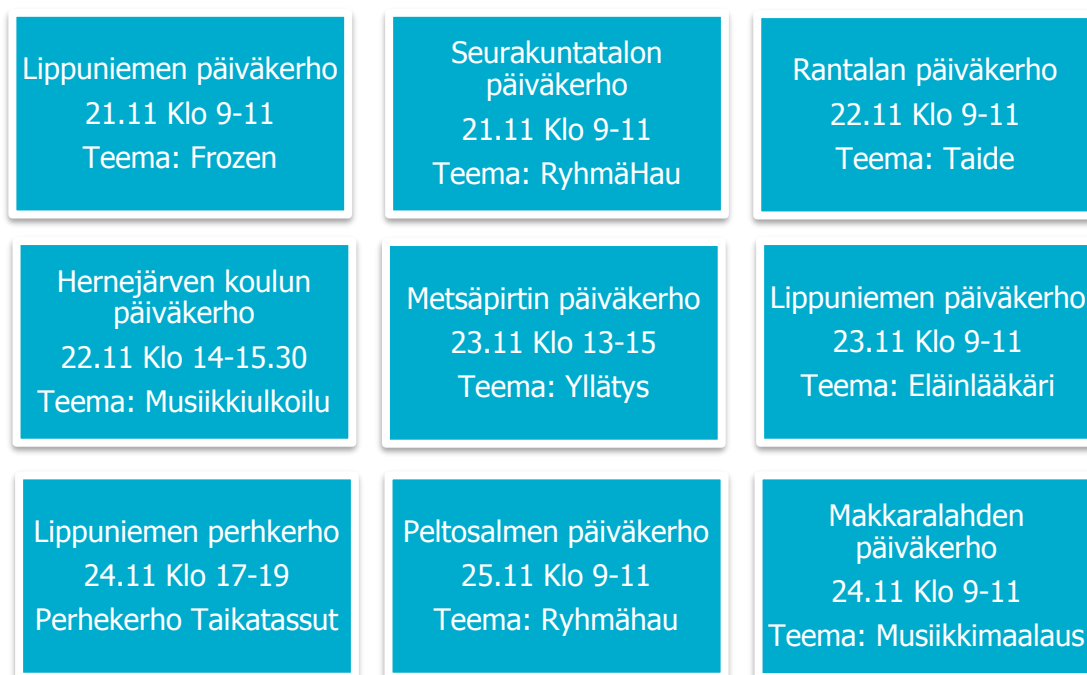 Lippuniemen päiväkerho
21.11 Klo 9-11
Teema: Frozen
Seurakuntatalon
päiväkerho
21.11 Klo 9-11
Teema: RyhmäHau
Rantalan päiväkerho
22.11 Klo 9-11
Teema: Taide
Hernejärven koulun
päiväkerho
22.11 Klo 14-15.30
Teema: Musiikkiulkoilu
Metsäpirtin päiväkerho
23.11 Klo 13-15
Teema: Yllätys
Lippuniemen päiväkerho
23.11 Klo 9-11
Teema: Eläinlääkäri
Lippuniemen perhkerho
24.11 Klo 17-19
Perhekerho Taikatassut
Peltosalmen päiväkerho
25.11 Klo 9-11
Teema: Ryhmähau
Makkaralahden
päiväkerho
24.11 Klo 9-11
Teema: Musiikkimaalaus